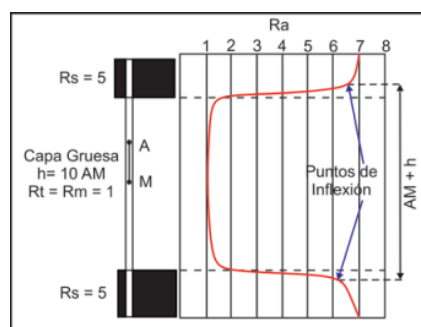 Ra
1 2 3 4 5 6 7 8
Rs = 5
Capa Gruesa
h= 10 AM
Rt = Rm = 1
A
M
Puntos de
Inflexión
AM + h
Rs = 5